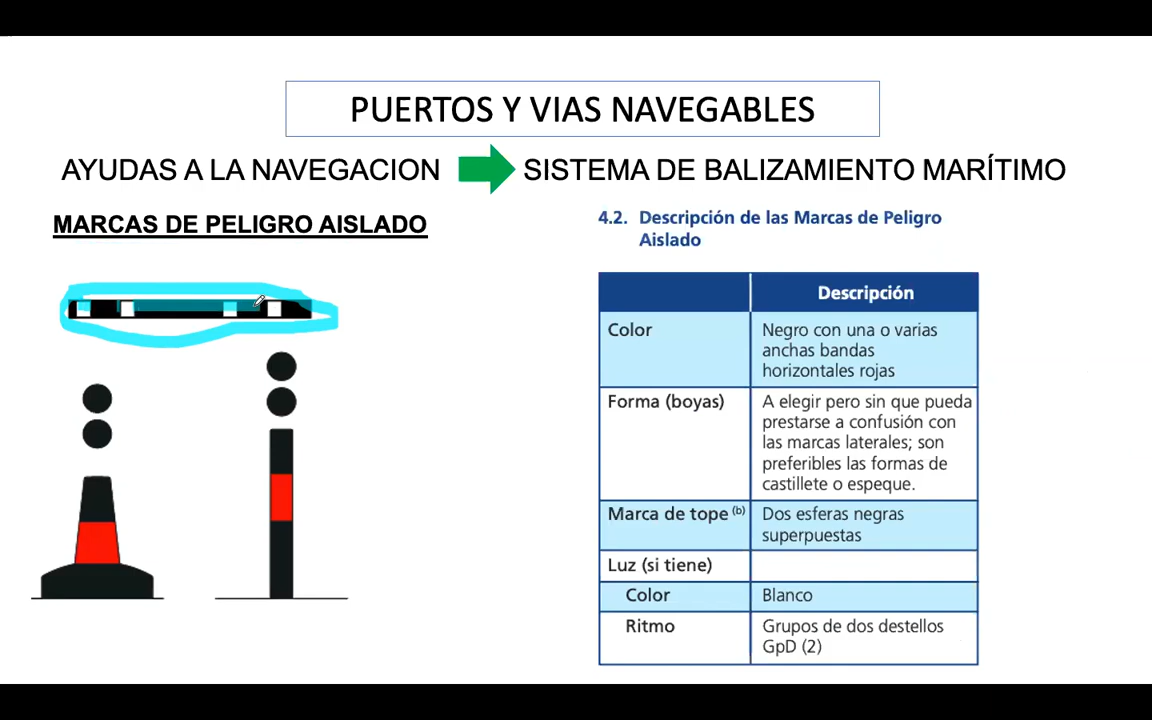 PUERTOS Y VIAS NAVEGABLES
AYUDAS A LA NAVEGACION
SISTEMA DE BALIZAMIENTO MARÍTIMO
MARCAS DE PELIGRO AISLADO
4.2. Descripción de las Marcas de Peligro
Aislado
Descripción
Color
Negro con una o varias
anchas bandas
horizontales rojas
Forma (boyas)
A elegir pero sin que pueda
prestarse a confusión con
las marcas laterales; son
preferibles las formas de
castillete o espeque.
Marca de tope (b)
Dos esferas negras
superpuestas
Luz (si tiene)
Color
Blanco
Ritmo
Grupos de dos destellos
GpD (2)